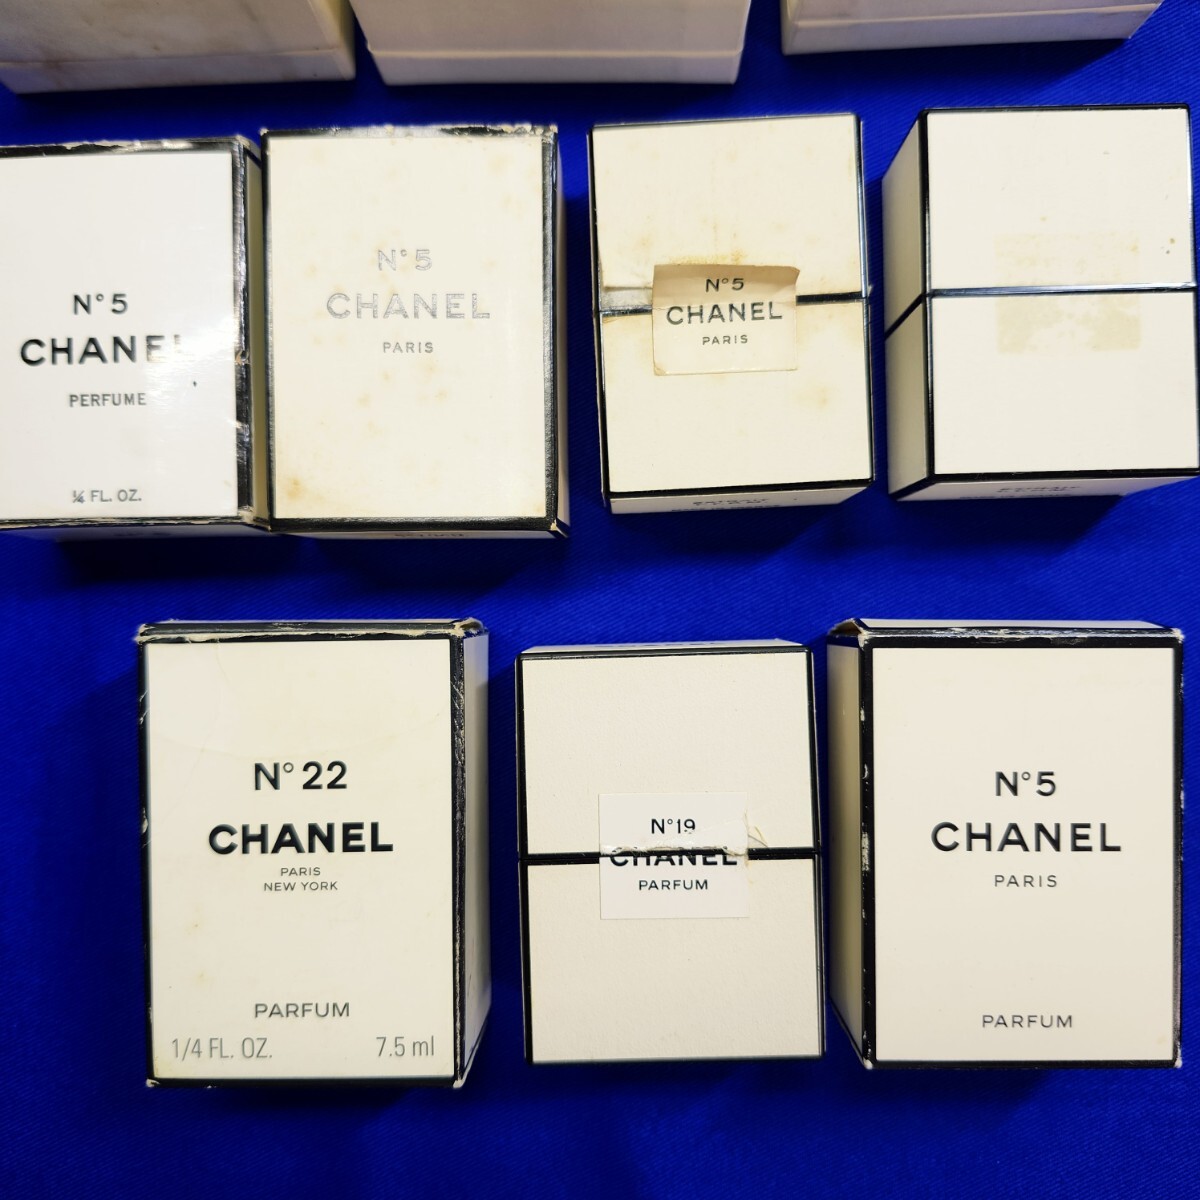 N°5
CHANEL
PERFUME
¼ FL. OZ.
N°5
CHANEL
PARIS
N°5
CHANEL
PARIS
N° 22
CHANEL
PARIS
NEW YORK
PARFUM
1/4 FL. OZ. 7.5 ml
N°19
CHANEL
PARFUM
N°5
CHANEL
PARIS
PARFUM